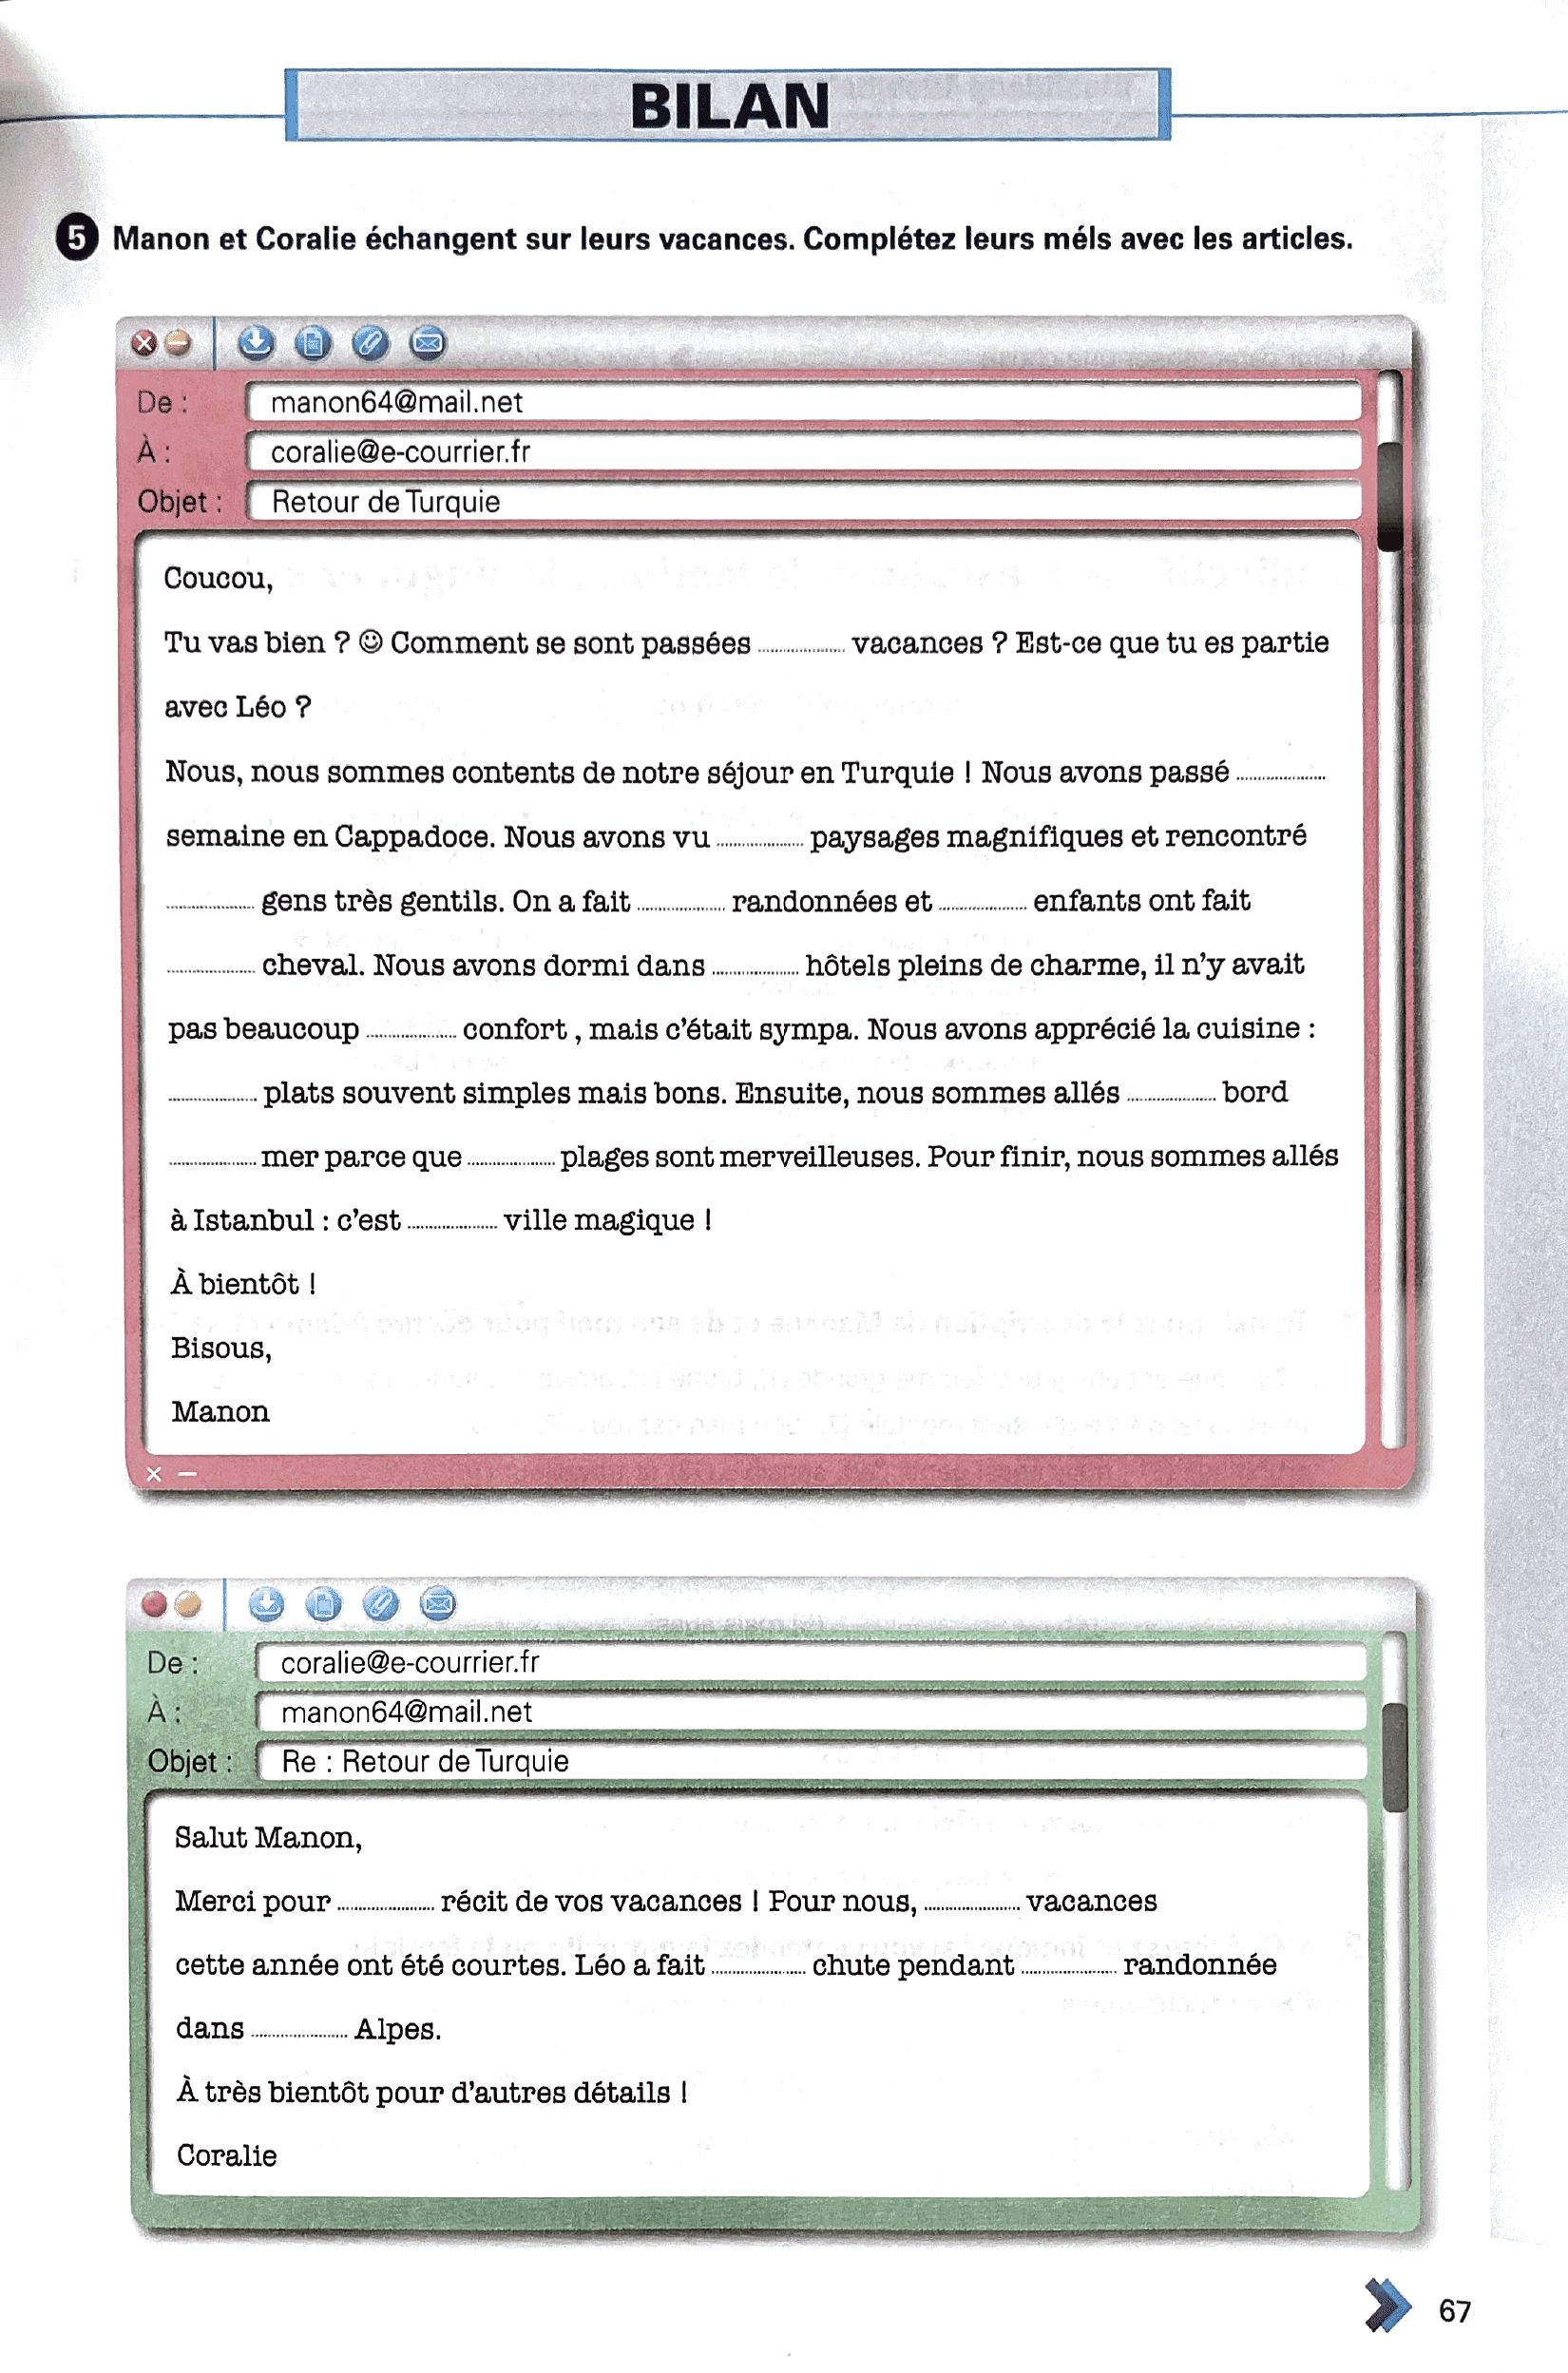 BILAN
5 Manon et Coralie échangent sur leurs vacances. Complétez leurs méls avec les articles.
De : manon64@mail.net
À : coralie@e-courrier.fr
Objet : Retour de Turquie
Coucou,
Tu vas bien ? ☺ Comment se sont passées .................... vacances ? Est-ce que tu es partie
avec Léo ?
Nous, nous sommes contents de notre séjour en Turquie ! Nous avons passé ....................
semaine en Cappadoce. Nous avons vu .................... paysages magnifiques et rencontré
.................... gens très gentils. On a fait .................... randonnées et .................... enfants ont fait
.................... cheval. Nous avons dormi dans .................... hôtels pleins de charme, il n'y avait
pas beaucoup .................... confort , mais c'était sympa. Nous avons apprécié la cuisine :
.................... plats souvent simples mais bons. Ensuite, nous sommes allés .................... bord
.................... mer parce que .................... plages sont merveilleuses. Pour finir, nous sommes allés
à Istanbul : c'est .................... ville magique !
À bientôt !
Bisous,
Manon
De : coralie@e-courrier.fr
À : manon64@mail.net
Objet : Re : Retour de Turquie
Salut Manon,
Merci pour .................... récit de vos vacances ! Pour nous, .................... vacances
cette année ont été courtes. Léo a fait .................... chute pendant .................... randonnée
dans .................... Alpes.
À très bientôt pour d'autres détails !
Coralie
67